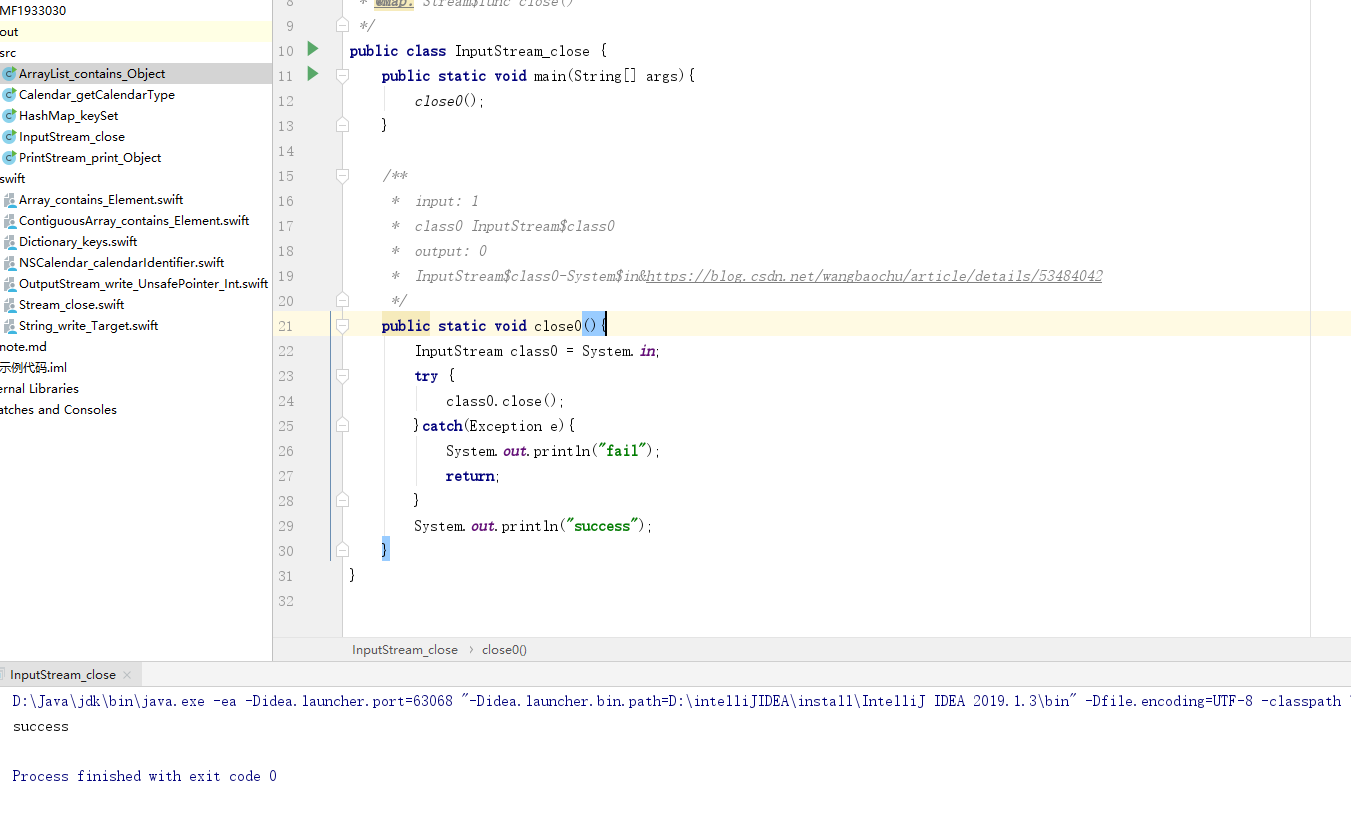 MF1933030
out
src
ArrayList_contains_Object
Calendar_getCalendarType
HashMap_keySet
InputStream_close
PrintStream_print_Object
swift
Array_contains_Element.swift
ContiguousArray_contains_Element.swift
Dictionary_keys.swift
NSCalendar_calendarIdentifier.swift
OutputStream_write_UnsafePointer_Int.swift
Stream_close.swift
String_write_Target.swift
note.md
示例代码.iml
ernal Libraries
atches and Consoles
8 * @map: Stream$func close()
9 */
10 public class InputStream_close {
11 public static void main(String[] args){
12 close0();
13 }
14
15 /**
16 * input: 1
17 * class0 InputStream$class0
18 * output: 0
19 * InputStream$class0-System$in&https://blog.csdn.net/wangbaochu/article/details/53484042
20 */
21 public static void close0(){
22 InputStream class0 = System.in;
23 try {
24 class0.close();
25 }catch(Exception e){
26 System.out.println("fail");
27 return;
28 }
29 System.out.println("success");
30 }
31 }
32
InputStream_close › close0()
InputStream_close ×
D:\Java\jdk\bin\java.exe -ea -Didea.launcher.port=63068 "-Didea.launcher.bin.path=D:\intelliJIDEA\install\IntelliJ IDEA 2019.1.3\bin" -Dfile.encoding=UTF-8 -classpath
success
Process finished with exit code 0